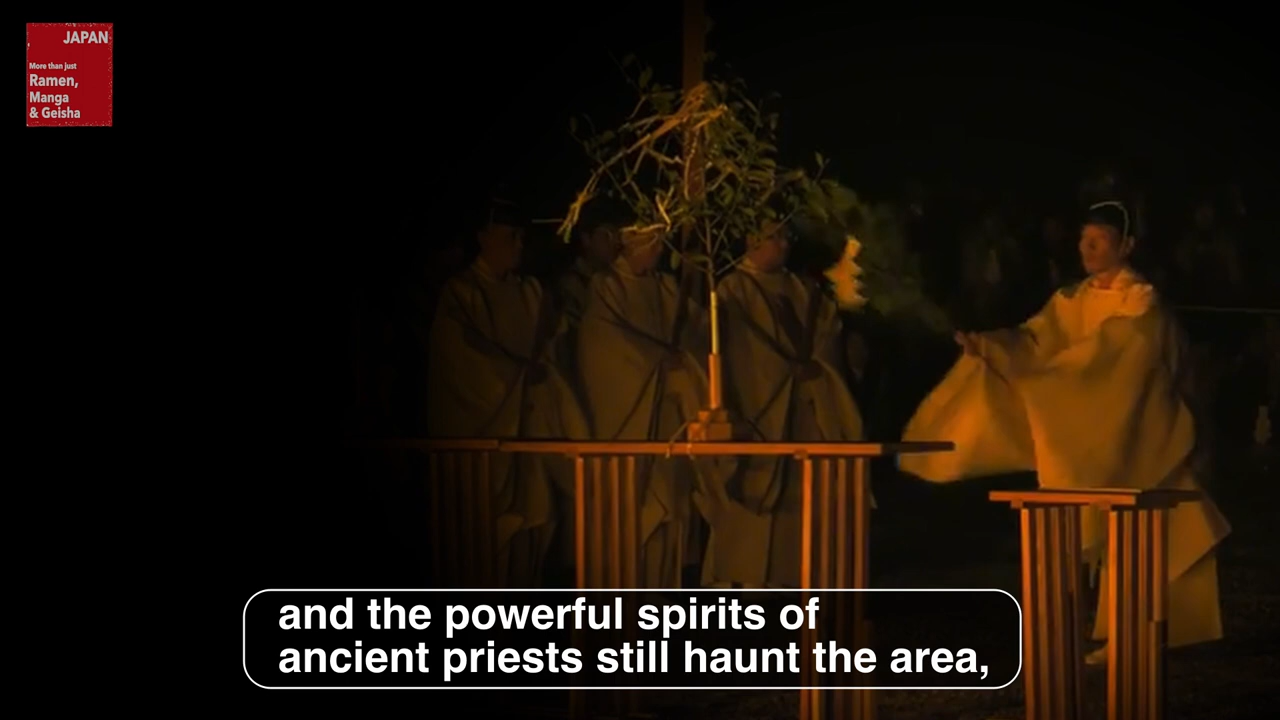 JAPAN
More than just
Ramen,
Manga
& Geisha
and the powerful spirits of
ancient priests still haunt the area,